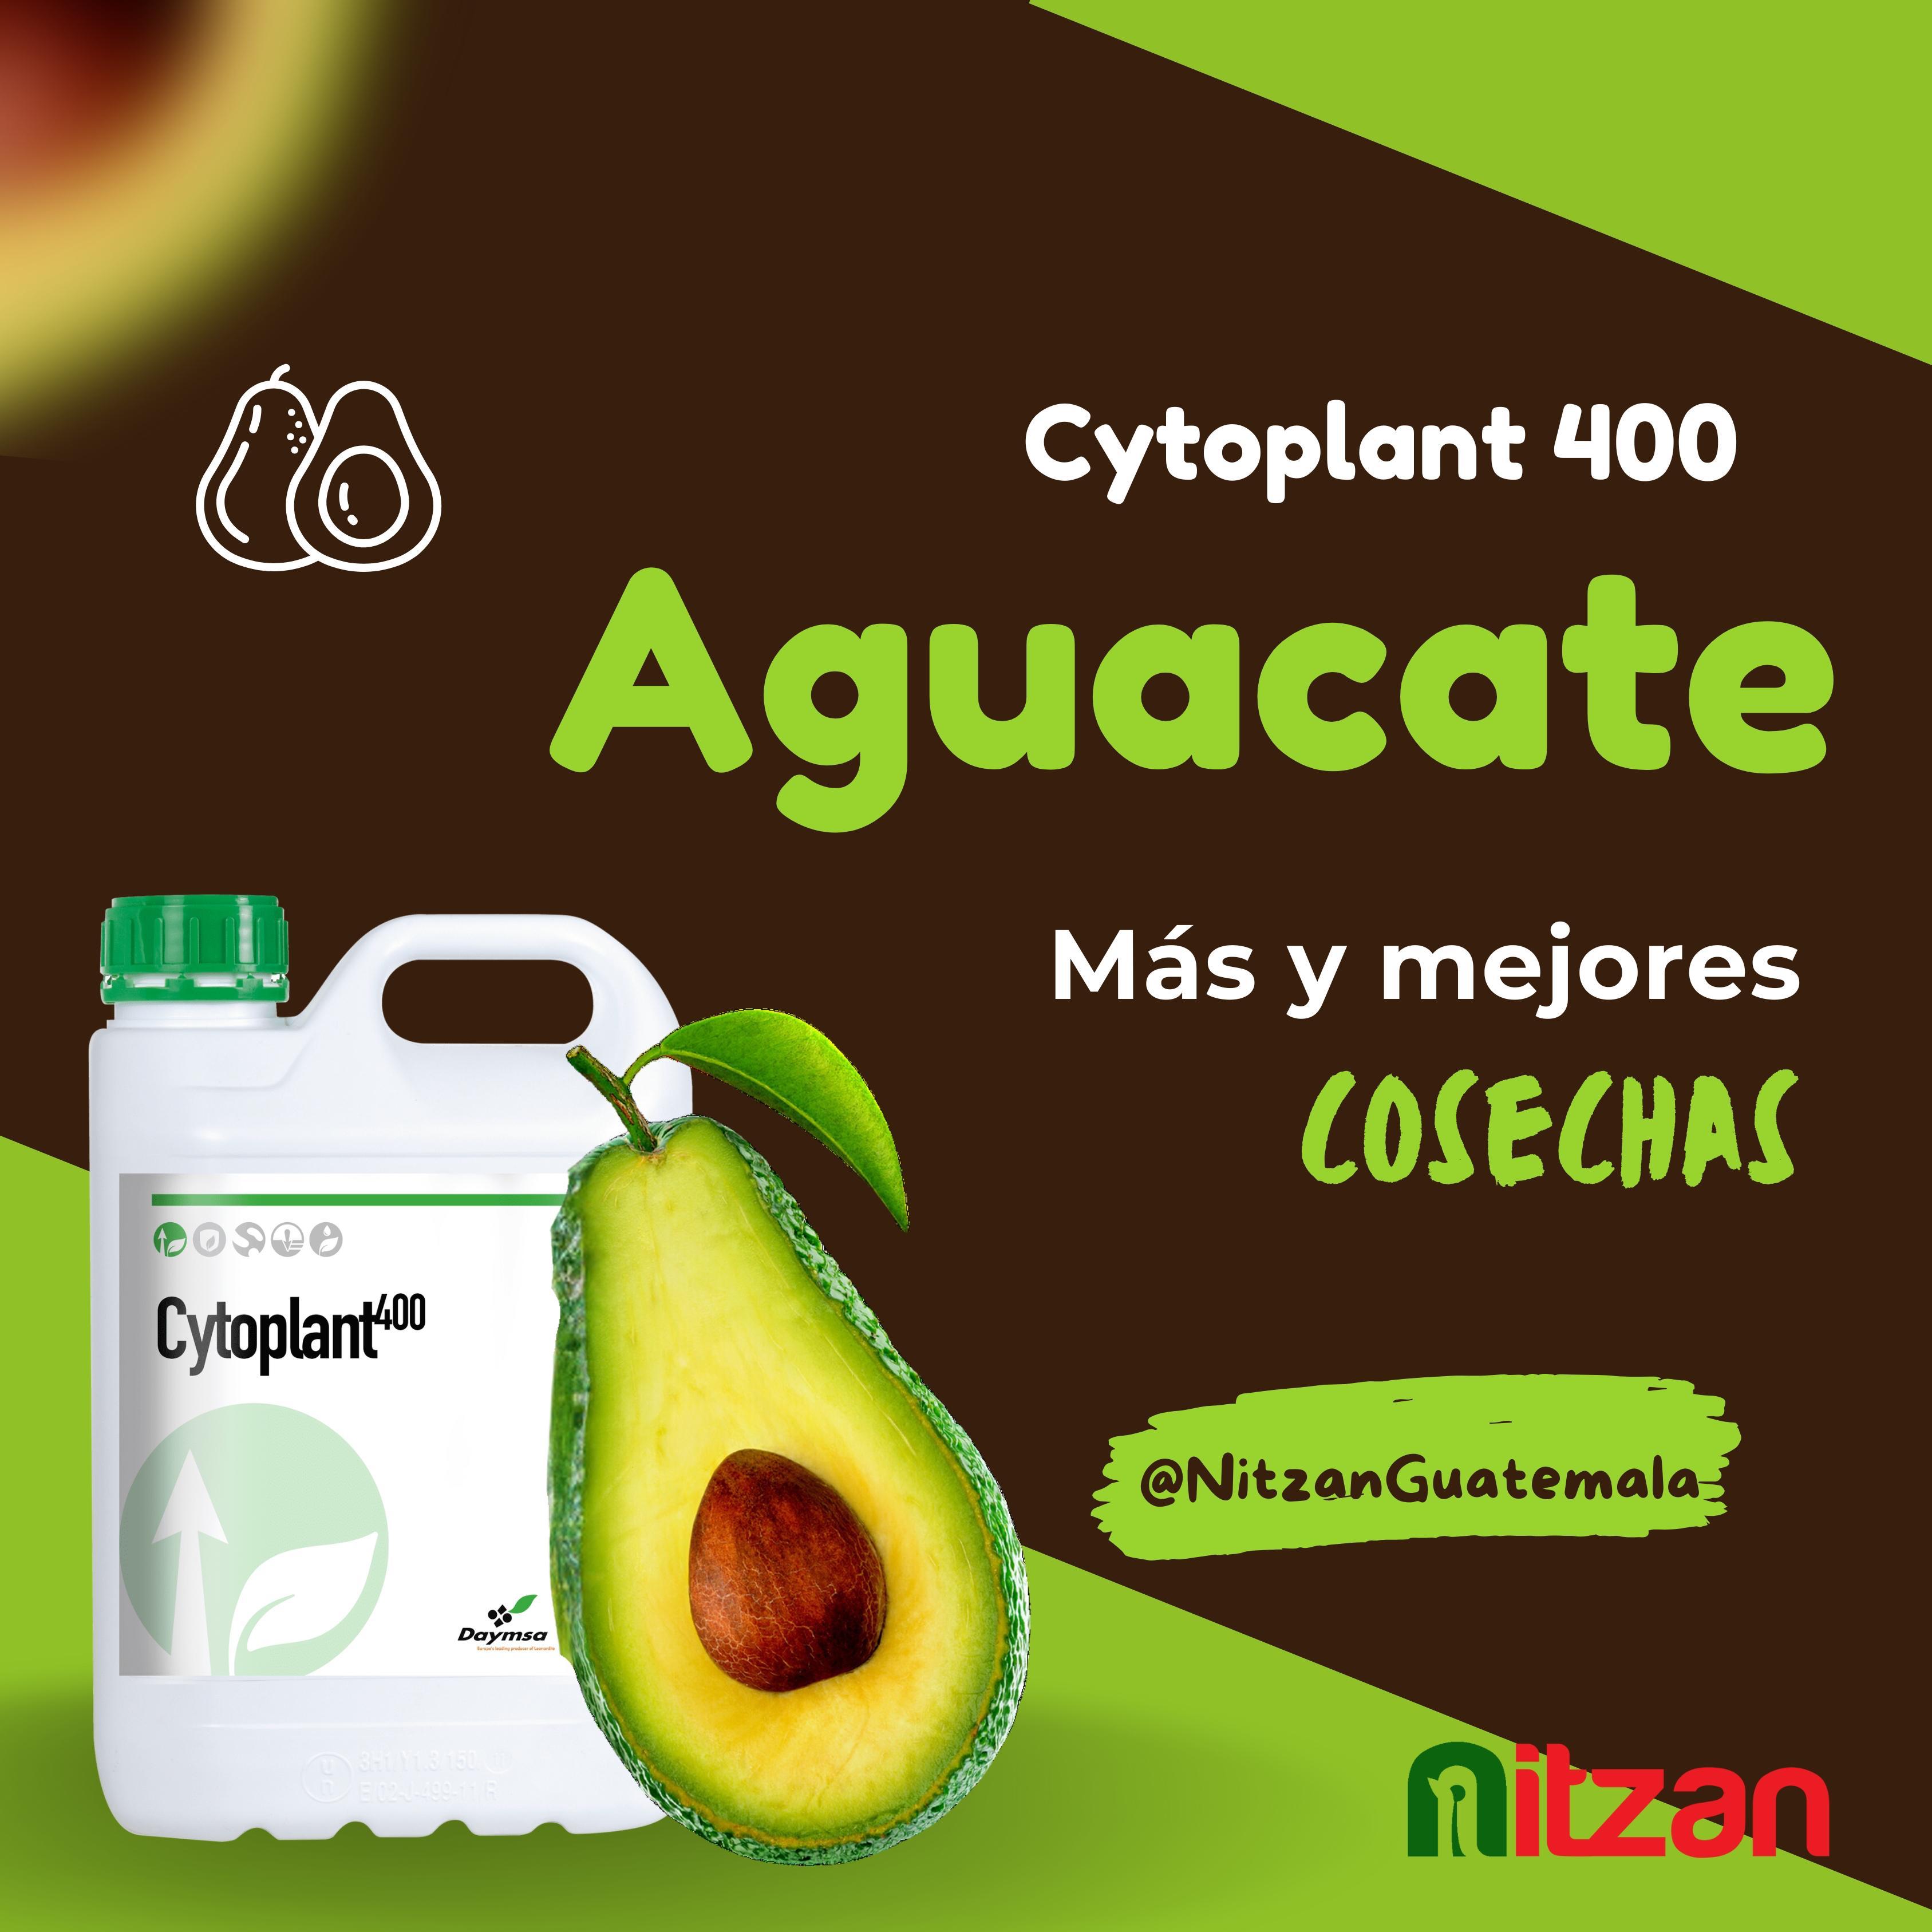 Cytoplant 400
Aguacate
Más y mejores
COSECHAS
Cytoplant400
Daymsa
@NitzanGuatemala
nitzan